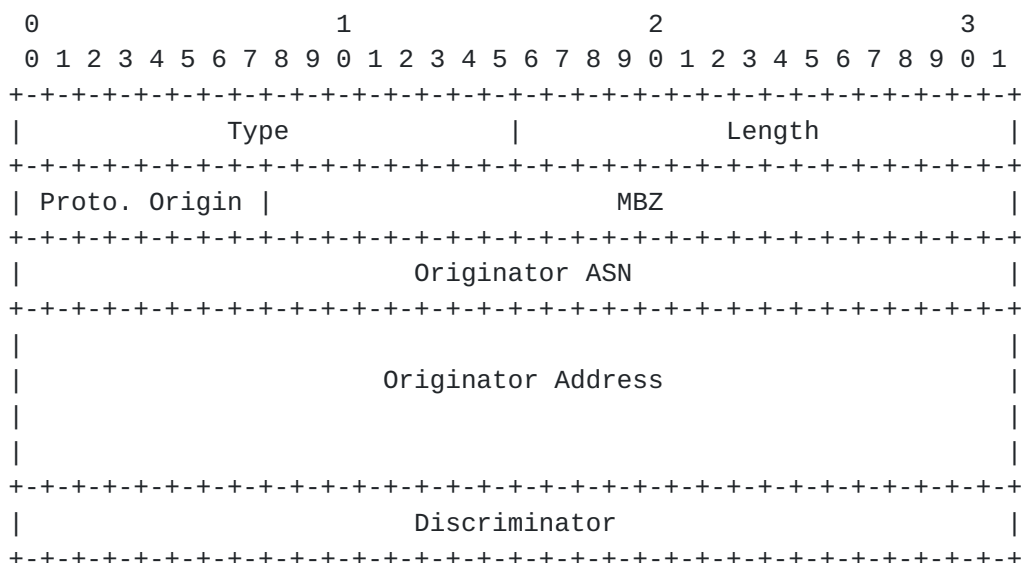 0                   1                   2                   3
 0 1 2 3 4 5 6 7 8 9 0 1 2 3 4 5 6 7 8 9 0 1 2 3 4 5 6 7 8 9 0 1
+-+-+-+-+-+-+-+-+-+-+-+-+-+-+-+-+-+-+-+-+-+-+-+-+-+-+-+-+-+-+-+-+
|             Type              |             Length            |
+-+-+-+-+-+-+-+-+-+-+-+-+-+-+-+-+-+-+-+-+-+-+-+-+-+-+-+-+-+-+-+-+
| Proto. Origin |                      MBZ                      |
+-+-+-+-+-+-+-+-+-+-+-+-+-+-+-+-+-+-+-+-+-+-+-+-+-+-+-+-+-+-+-+-+
|                         Originator ASN                        |
+-+-+-+-+-+-+-+-+-+-+-+-+-+-+-+-+-+-+-+-+-+-+-+-+-+-+-+-+-+-+-+-+
|                                                               |
|                       Originator Address                      |
|                                                               |
|                                                               |
+-+-+-+-+-+-+-+-+-+-+-+-+-+-+-+-+-+-+-+-+-+-+-+-+-+-+-+-+-+-+-+-+
|                         Discriminator                         |
+-+-+-+-+-+-+-+-+-+-+-+-+-+-+-+-+-+-+-+-+-+-+-+-+-+-+-+-+-+-+-+-+